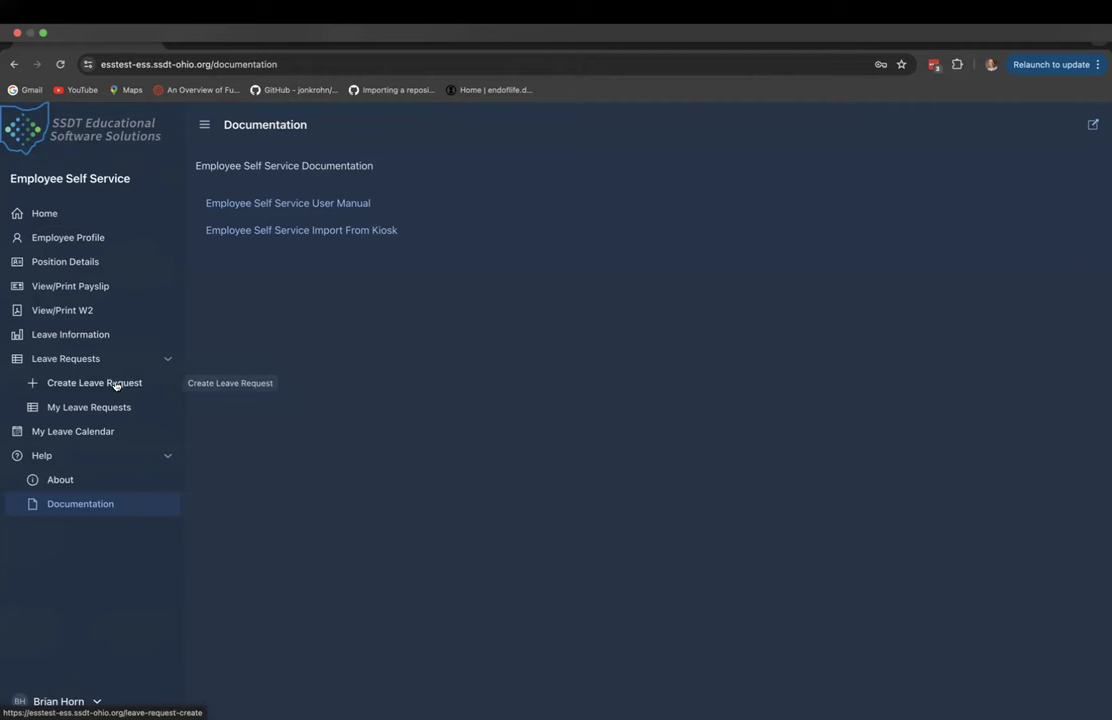 esstest-ess.ssdt-ohio.org/documentation
3
Relaunch to update
Gmail
YouTube
Maps
An Overview of Fu...
GitHub - jonkrohn/...
Importing a reposi...
Home | endoflife.d...
SSDT Educational
Software Solutions
Documentation
Employee Self Service
Employee Self Service Documentation
Employee Self Service User Manual
Employee Self Service Import From Kiosk
Home
Employee Profile
Position Details
View/Print Payslip
View/Print W2
Leave Information
Leave Requests
Create Leave Request
Create Leave Request
My Leave Requests
My Leave Calendar
Help
About
Documentation
BH Brian Horn
https://esstest-ess.ssdt-ohio.org/leave-request-create